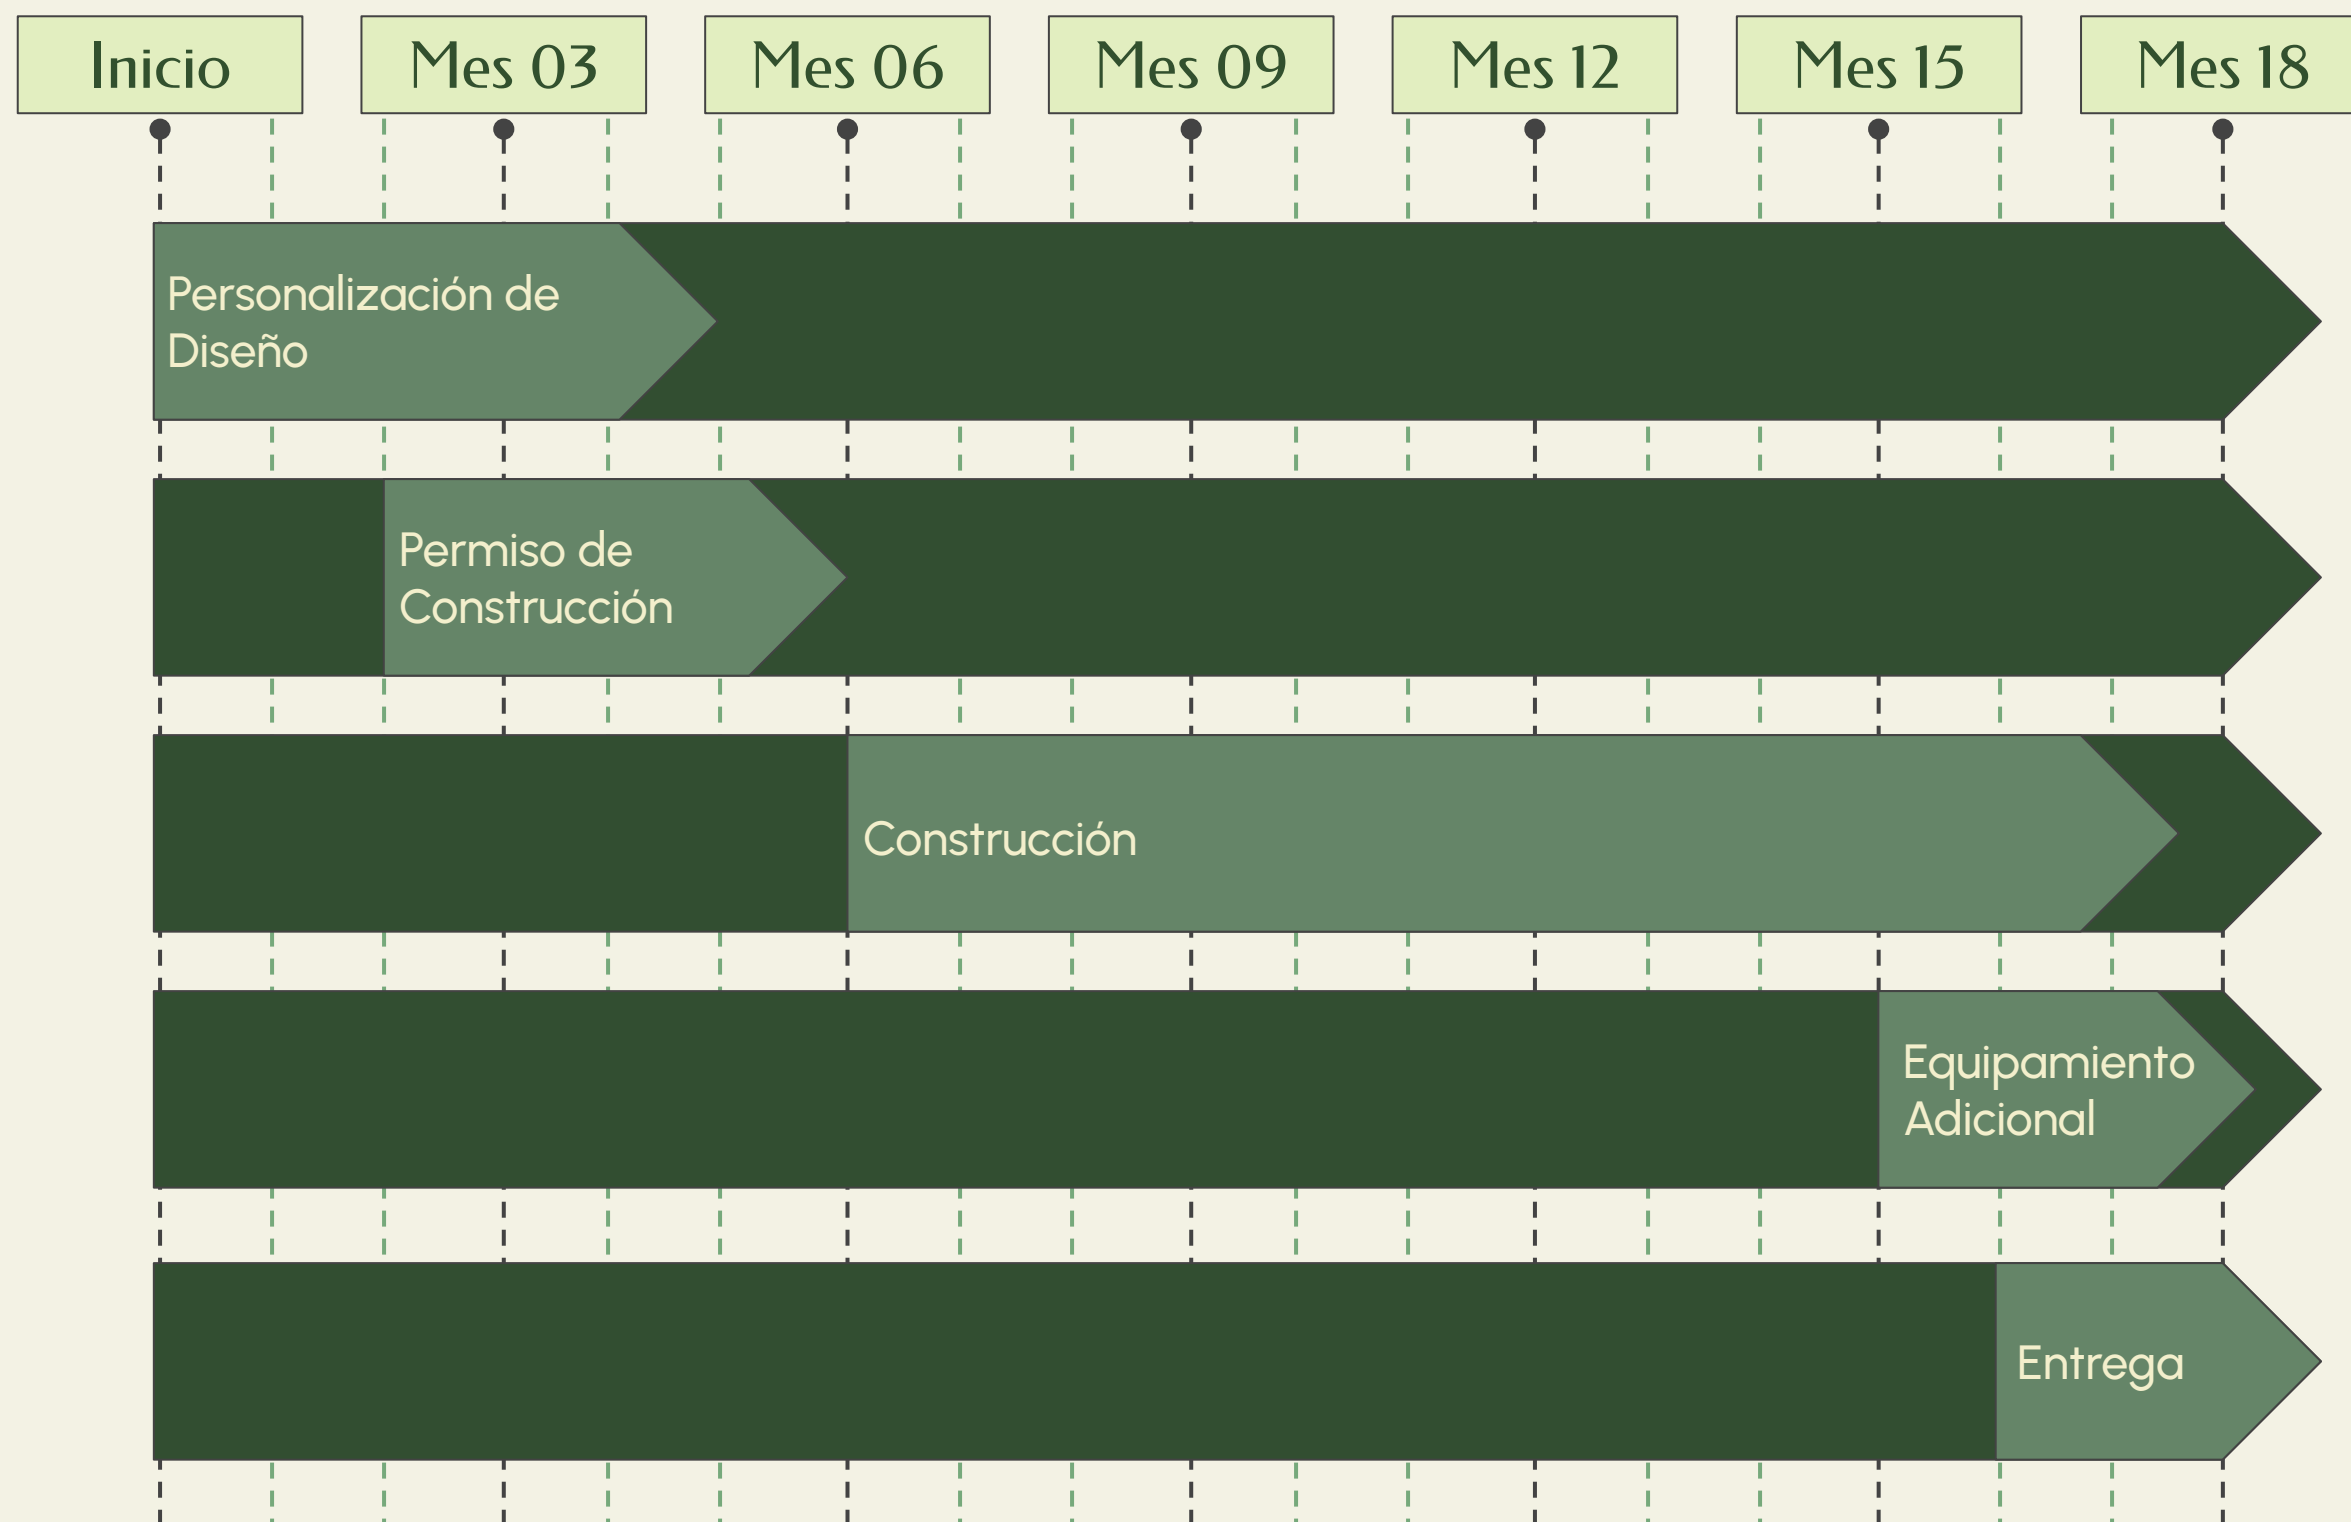 Inicio
Mes 03
Mes 06
Mes 09
Mes 12
Mes 15
Mes 18
Personalización de
Diseño
Permiso de
Construcción
Construcción
Equipamiento
Adicional
Entrega